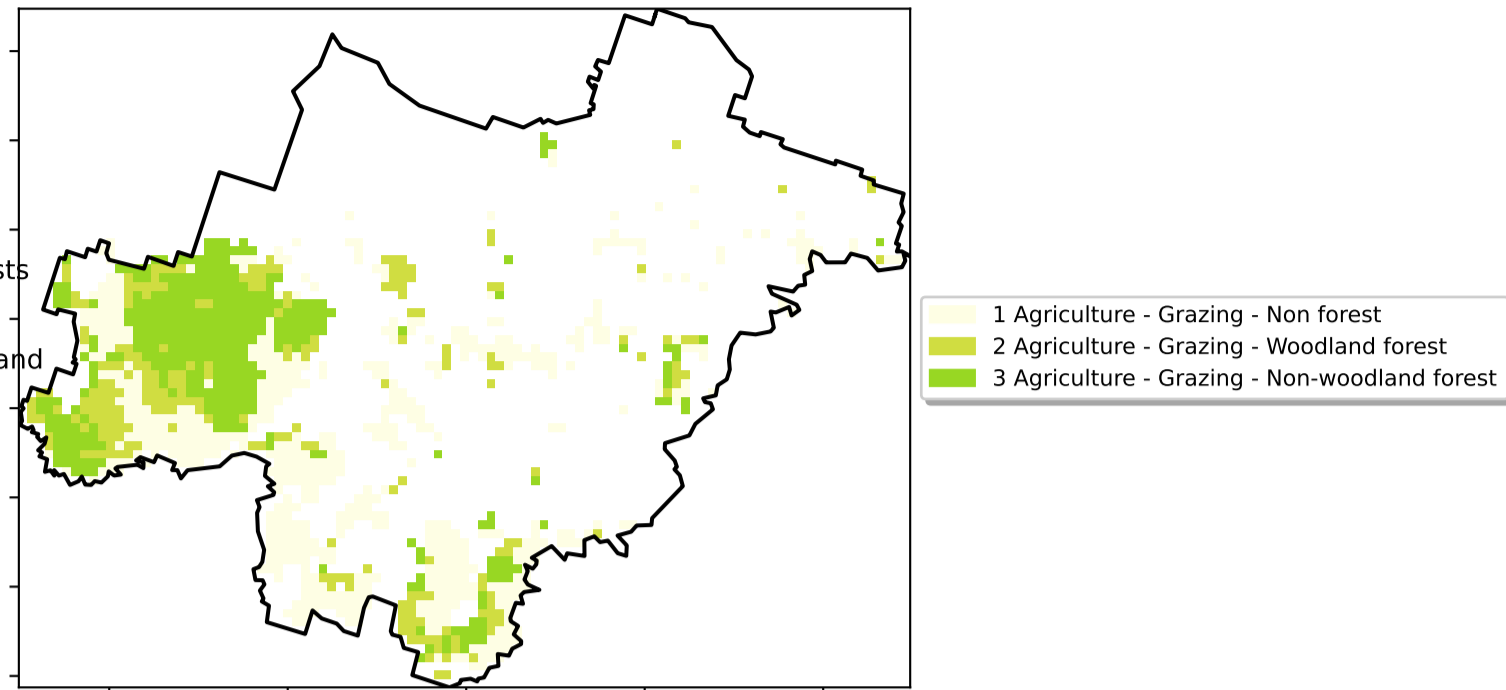 sts
and
1 Agriculture - Grazing - Non forest
2 Agriculture - Grazing - Woodland forest
3 Agriculture - Grazing - Non-woodland forest